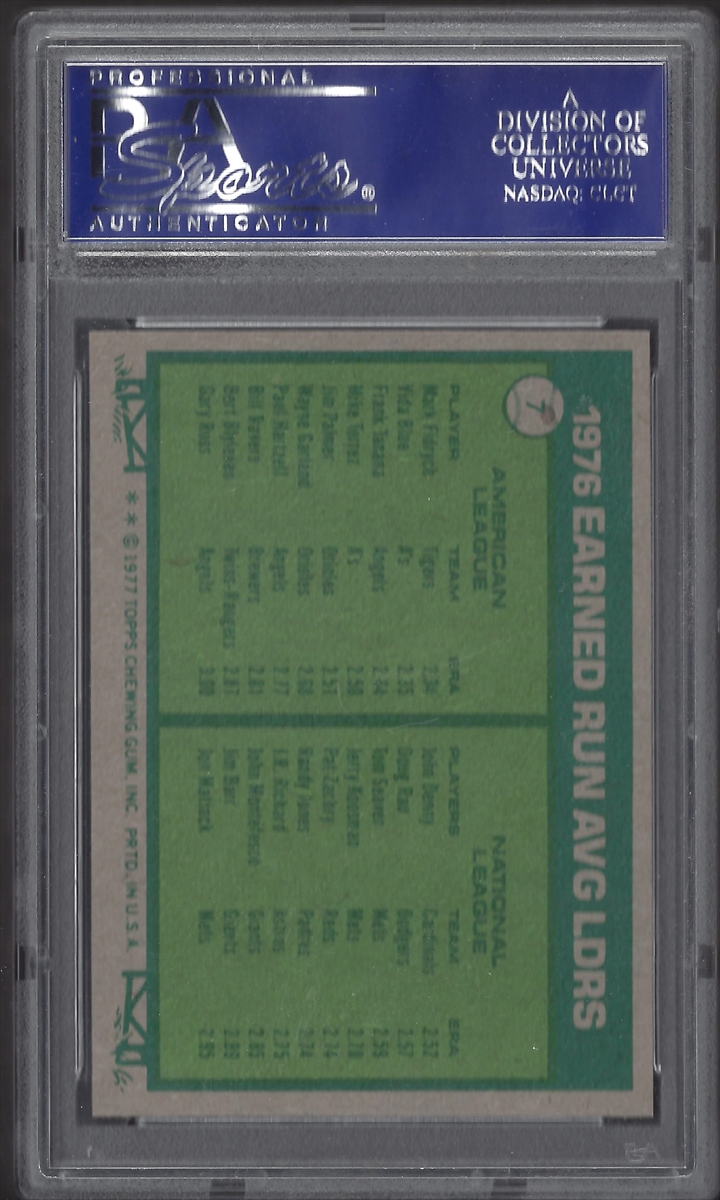 PROFESSIONAL
PSA
Sports®
AUTHENTICATOR
A
DIVISION OF
COLLECTORS
UNIVERSE
NASDAQ: CLCT
7
1976 EARNED RUN AVG LDRS
AMERICAN
LEAGUE
PLAYER TEAM ERA
Mark Fidrych Tigers 2.34
Vida Blue A's 2.35
Frank Tanana Angels 2.44
Mike Torrez A's 2.50
Jim Palmer Orioles 2.51
Wayne Garland Orioles 2.68
Paul Hartzell Angels 2.77
Bill Travers Brewers 2.81
Bert Blyleven Twins-Rangers 2.87
Gary Ross Angels 3.00
NATIONAL
LEAGUE
PLAYERS TEAM ERA
John Denny Cardinals 2.52
Doug Rau Dodgers 2.57
Tom Seaver Mets 2.59
Jerry Koosman Mets 2.70
Pat Zachry Reds 2.74
Randy Jones Padres 2.74
J.R. Richard Astros 2.75
John Montefusco Giants 2.85
Jim Barr Giants 2.89
Jon Matlack Mets 2.95
** © 1977 TOPPS CHEWING GUM, INC. PRTD. IN U.S.A.